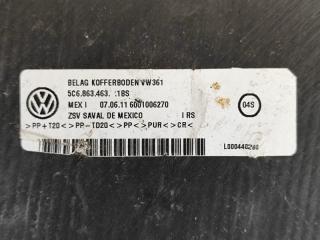 BELAG KOFFERBODEN VW361
5C6.863.463. :1BS
MEX I 07.06.11 6001006270
ZSV SAVAL DE MEXICO I RS
>PP+T20<>PP-TD20<>PP<>PUR<>CR<
04S
L000440280